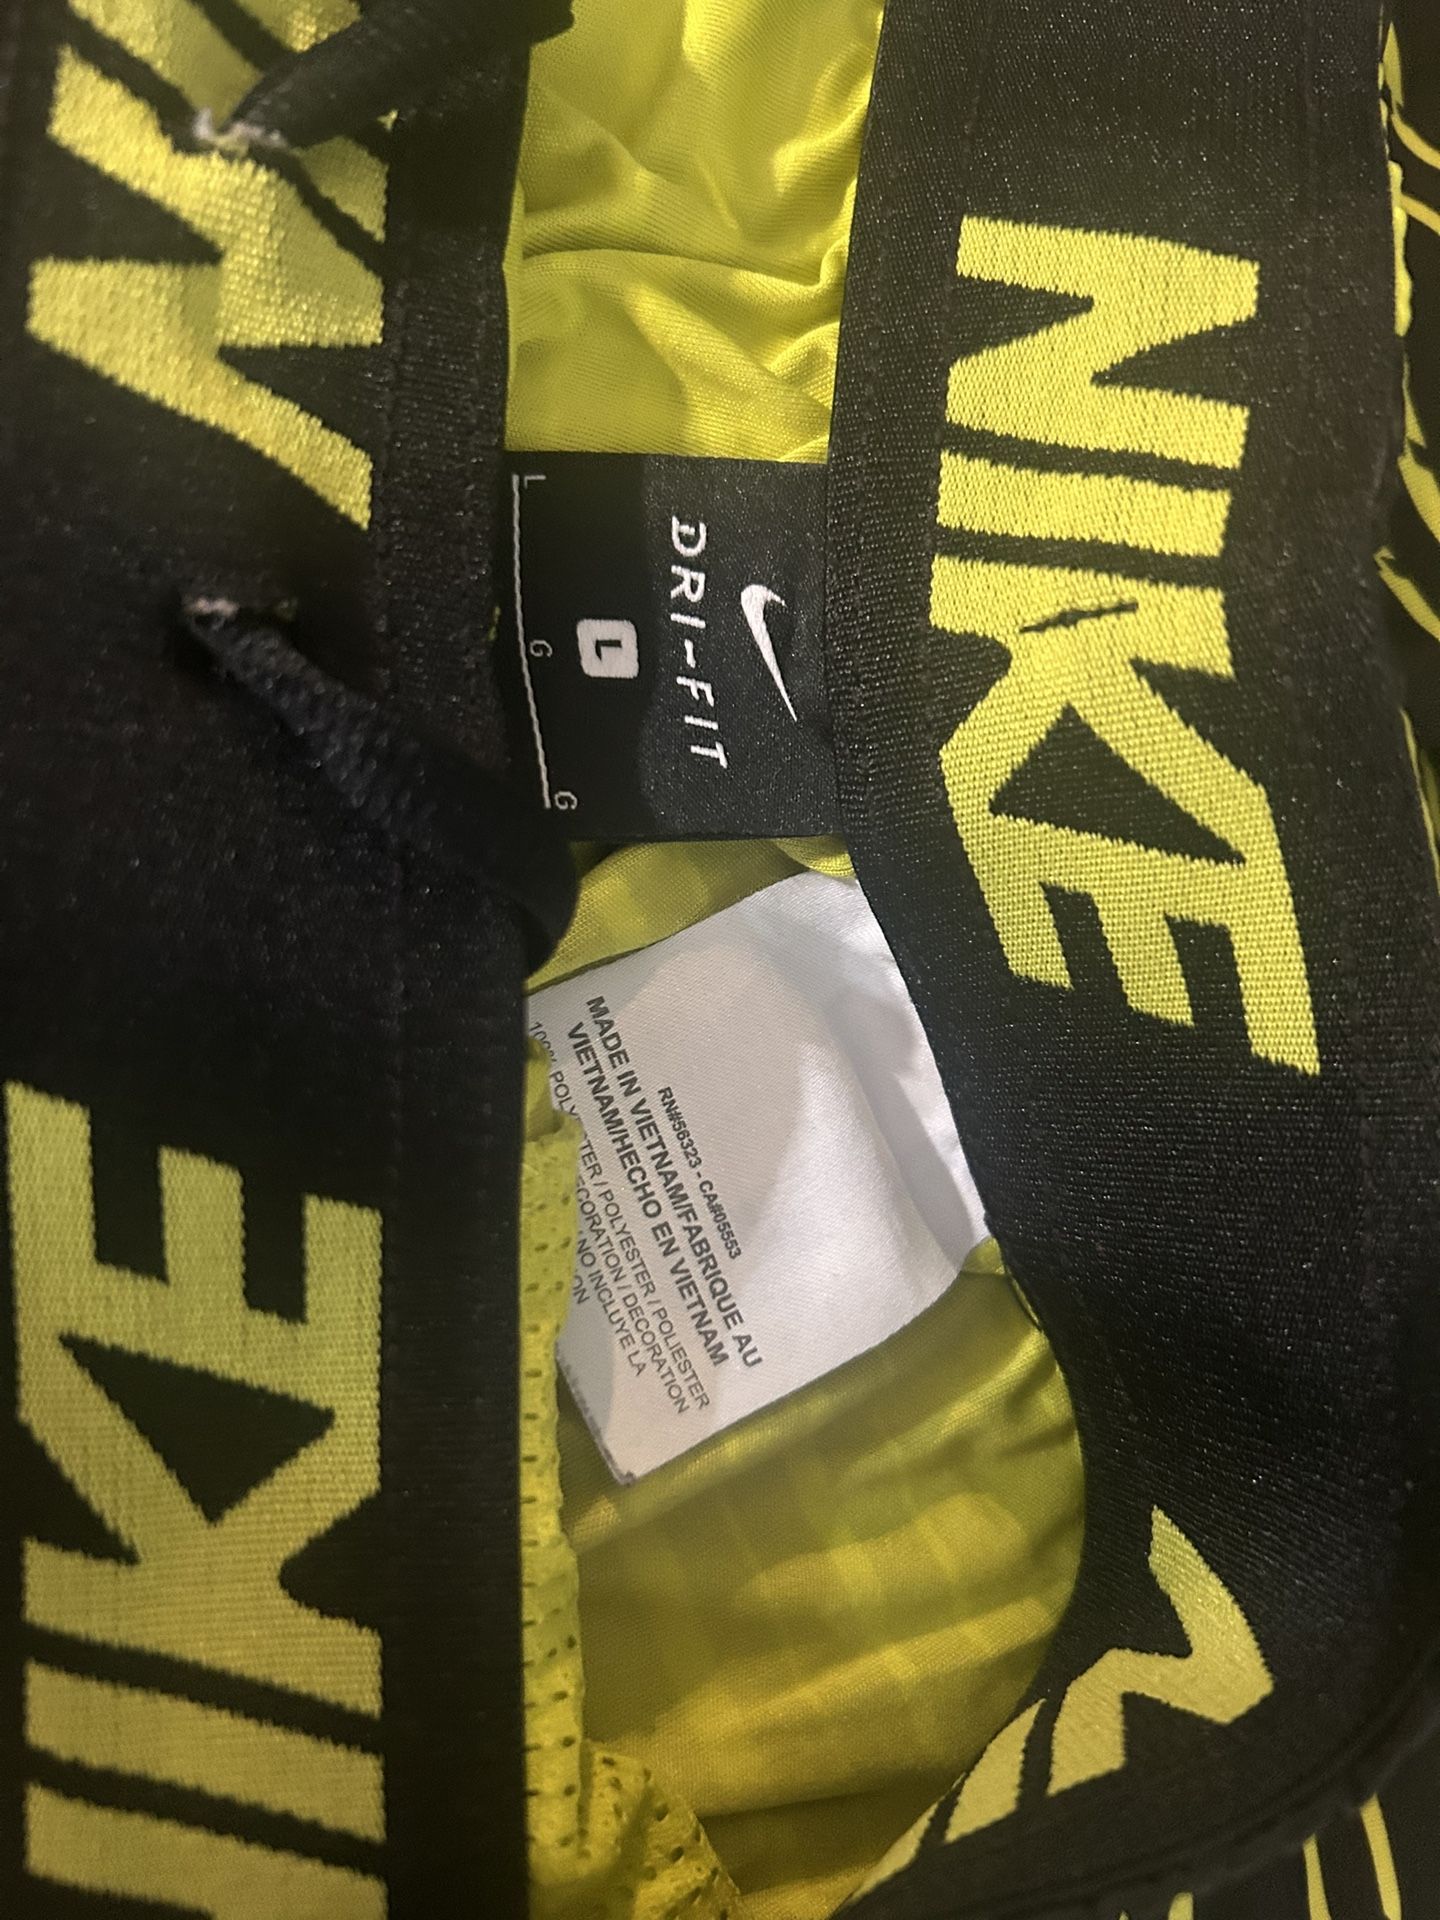 NIKE
NIKE
DRI-FIT
L
L G G
RN#56323 - CA#05553
MADE IN VIETNAM/FABRIQUE AU
VIETNAM/HECHO EN VIETNAM
100% POLYESTER / POLYESTER / POLIESTER
DECORATION / DECORATION
NO INCLUYE LA